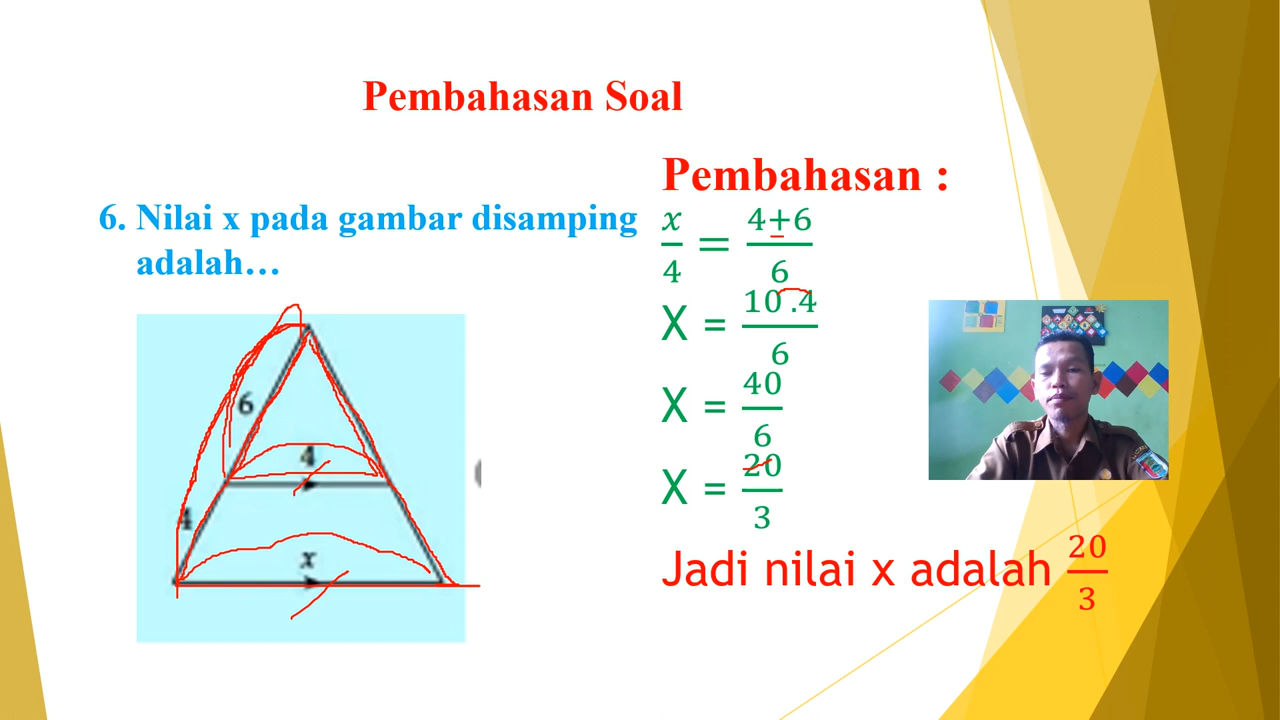 Pembahasan Soal
6. Nilai x pada gambar disamping
adalah…
6
4
4
x
Pembahasan :
x/4 = 4+6/6
X = 10 .4/6
X = 40/6
X = 20/3
Jadi nilai x adalah 20/3